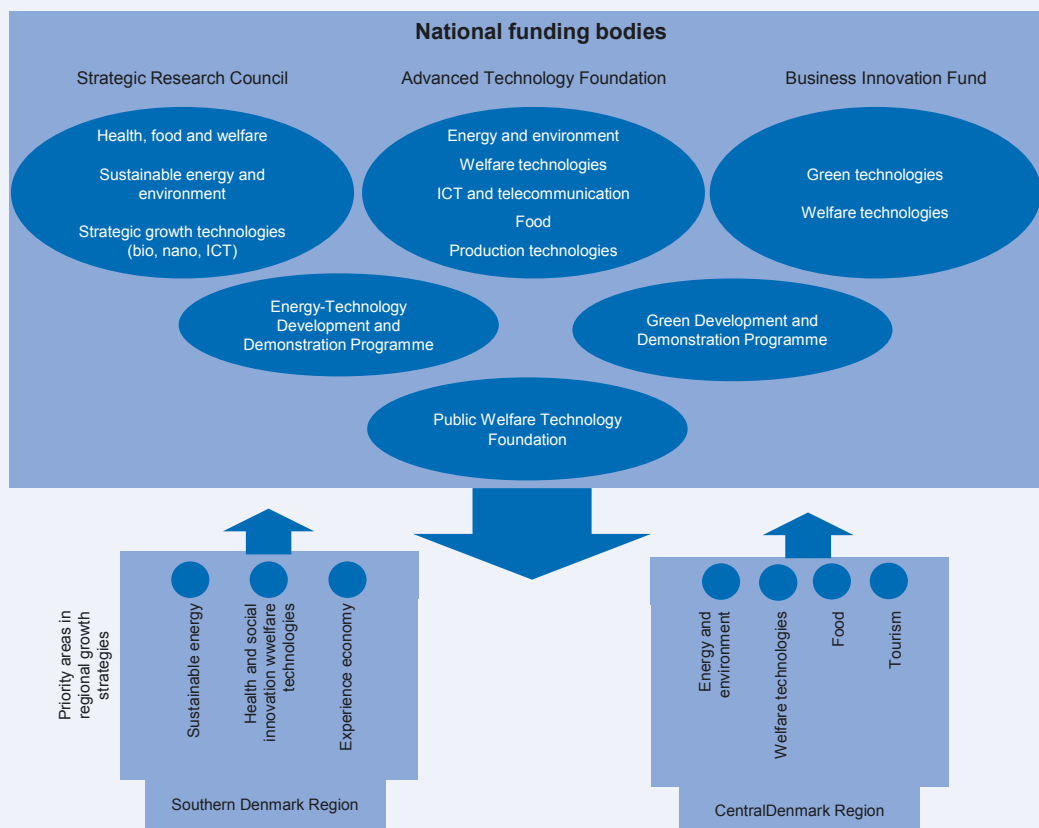 National funding bodies
Strategic Research Council
Advanced Technology Foundation
Business Innovation Fund
Health, food and welfare
Sustainable energy and
environment
Strategic growth technologies
(bio, nano, ICT)
Energy and environment
Welfare technologies
ICT and telecommunication
Food
Production technologies
Green technologies
Welfare technologies
Energy-Technology
Development and
Demonstration Programme
Green Development and
Demonstration Programme
Public Welfare Technology
Foundation
Priority areas in
regional growth
strategies
Sustainable energy
Health and social
innovation wwelfare
technologies
Experience economy
Southern Denmark Region
Energy and
environment
Welfare technologies
Food
Tourism
CentralDenmark Region